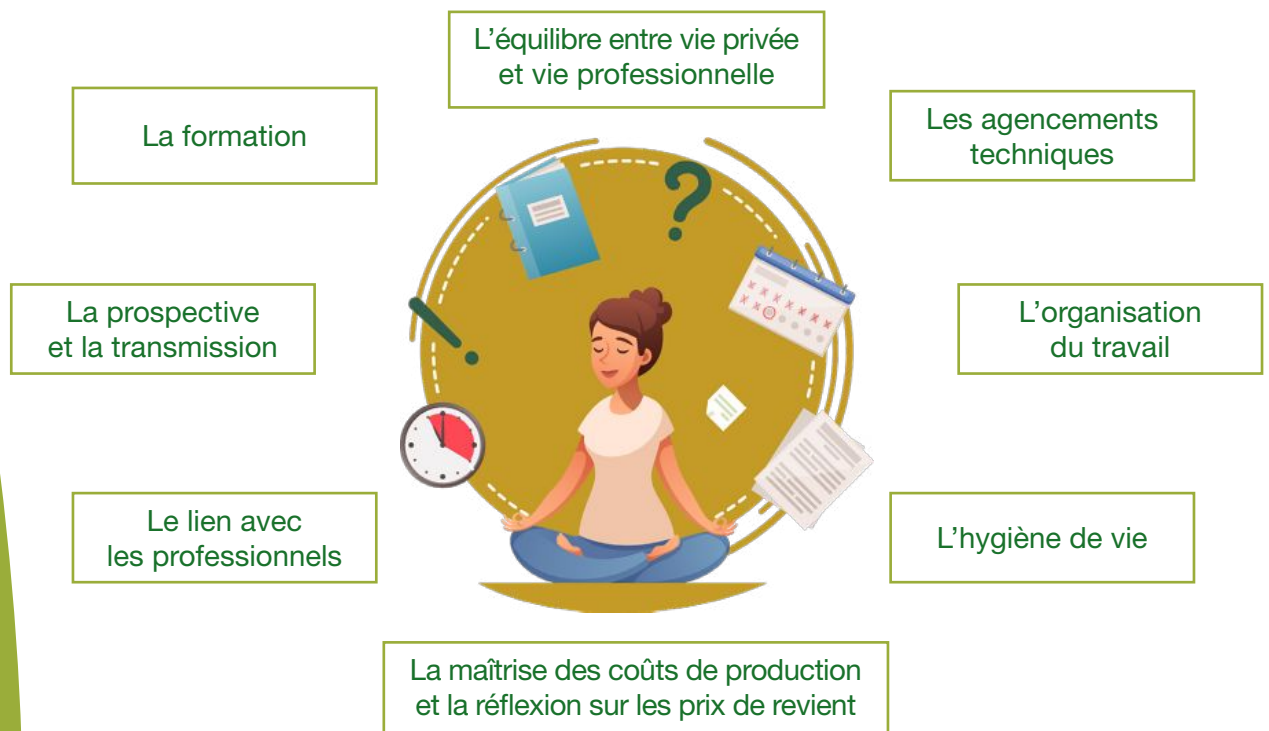 L'équilibre entre vie privée
et vie professionnelle
La formation
Les agencements
techniques
La prospective
et la transmission
L'organisation
du travail
Le lien avec
les professionnels
L'hygiène de vie
La maîtrise des coûts de production
et la réflexion sur les prix de revient